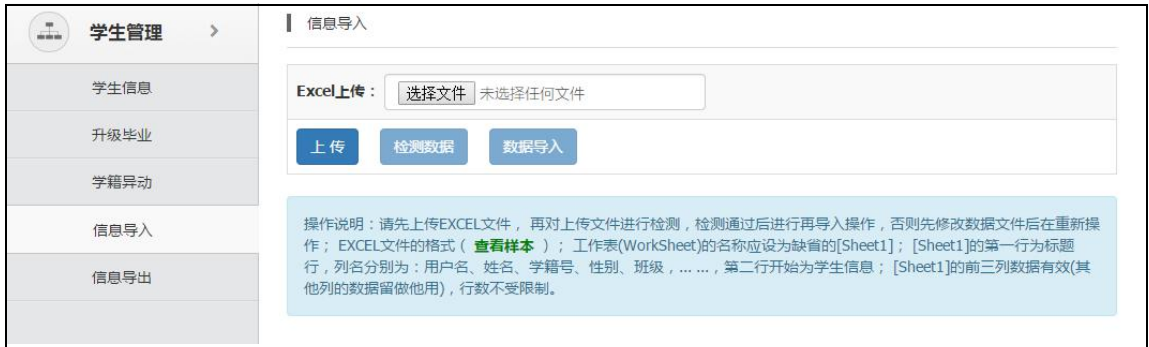 学生管理 >
学生信息
升级毕业
学籍异动
信息导入
信息导出
信息导入
Excel上传：选择文件 未选择任何文件
上 传 检测数据 数据导入
操作说明：请先上传EXCEL文件， 再对上传文件进行检测，检测通过后进行再导入操作，否则先修改数据文件后在重新操
作； EXCEL文件的格式（ 查看样本 ）； 工作表(WorkSheet)的名称应设为缺省的[Sheet1]； [Sheet1]的第一行为标题
行，列名分别为：用户名、姓名、学籍号、性别、班级，... ...，第二行开始为学生信息； [Sheet1]的前三列数据有效(其
他列的数据留做他用)，行数不受限制。